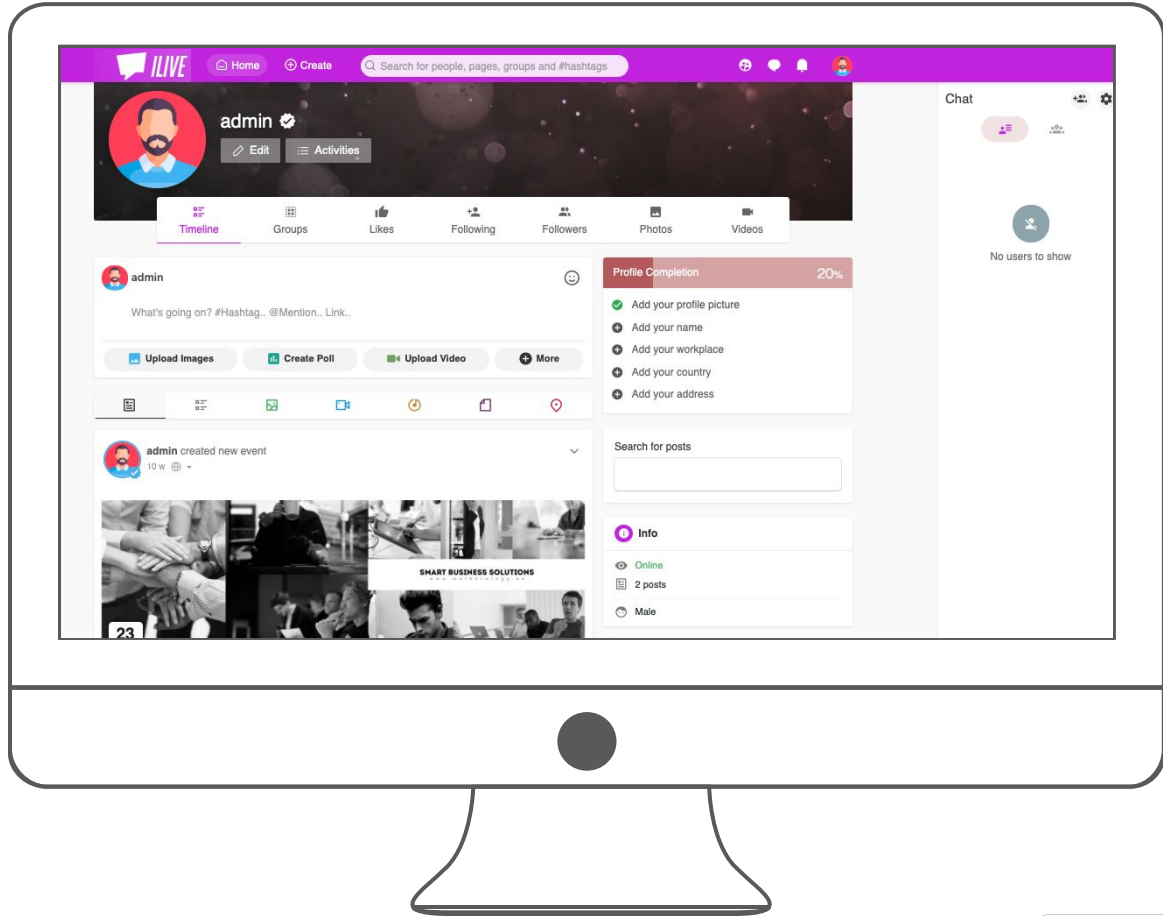 ILIVE
Home
Create
Search for people, pages, groups and #hashtags
admin
Edit
Activities
Timeline
Groups
Likes
Following
Followers
Photos
Videos
Chat
No users to show
admin
What's going on? #Hashtag.. @Mention.. Link..
Upload Images
Create Poll
Upload Video
More
Profile Completion 20%
Add your profile picture
Add your name
Add your workplace
Add your country
Add your address
admin created new event
10 w
SMART BUSINESS SOLUTIONS
23
Search for posts
Info
Online
2 posts
Male